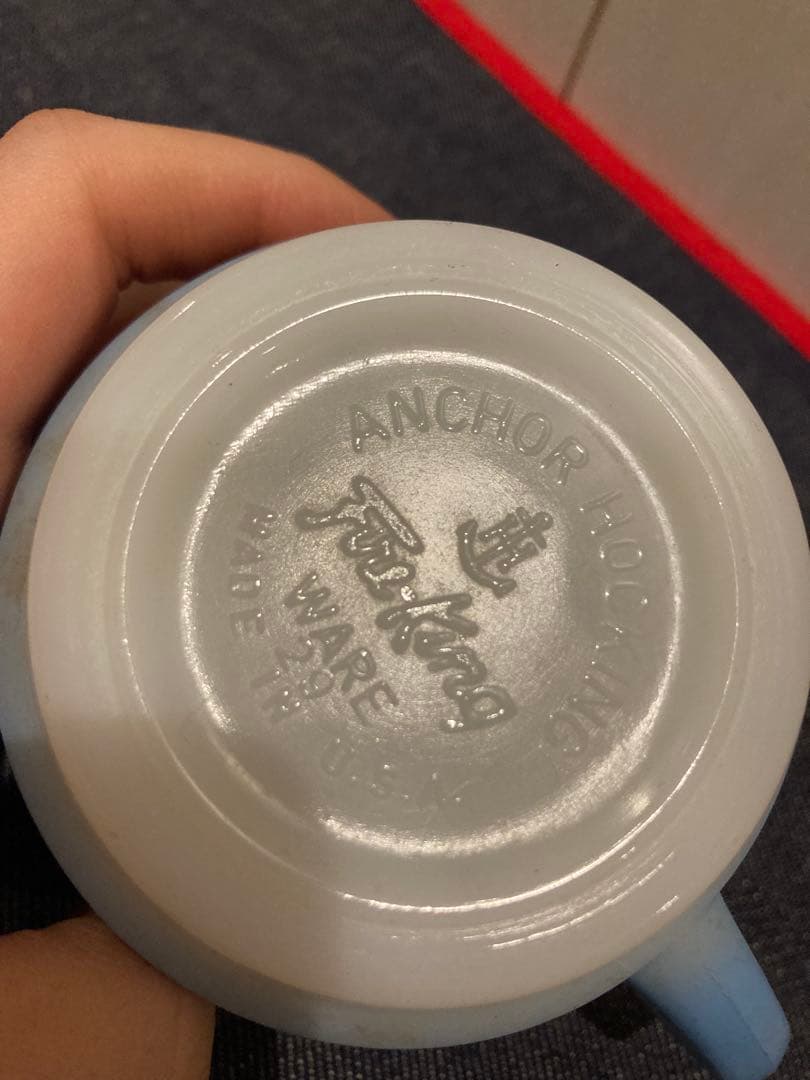 ANCHOR HOCKING
Fire-King
WARE
29
MADE IN U.S.A.